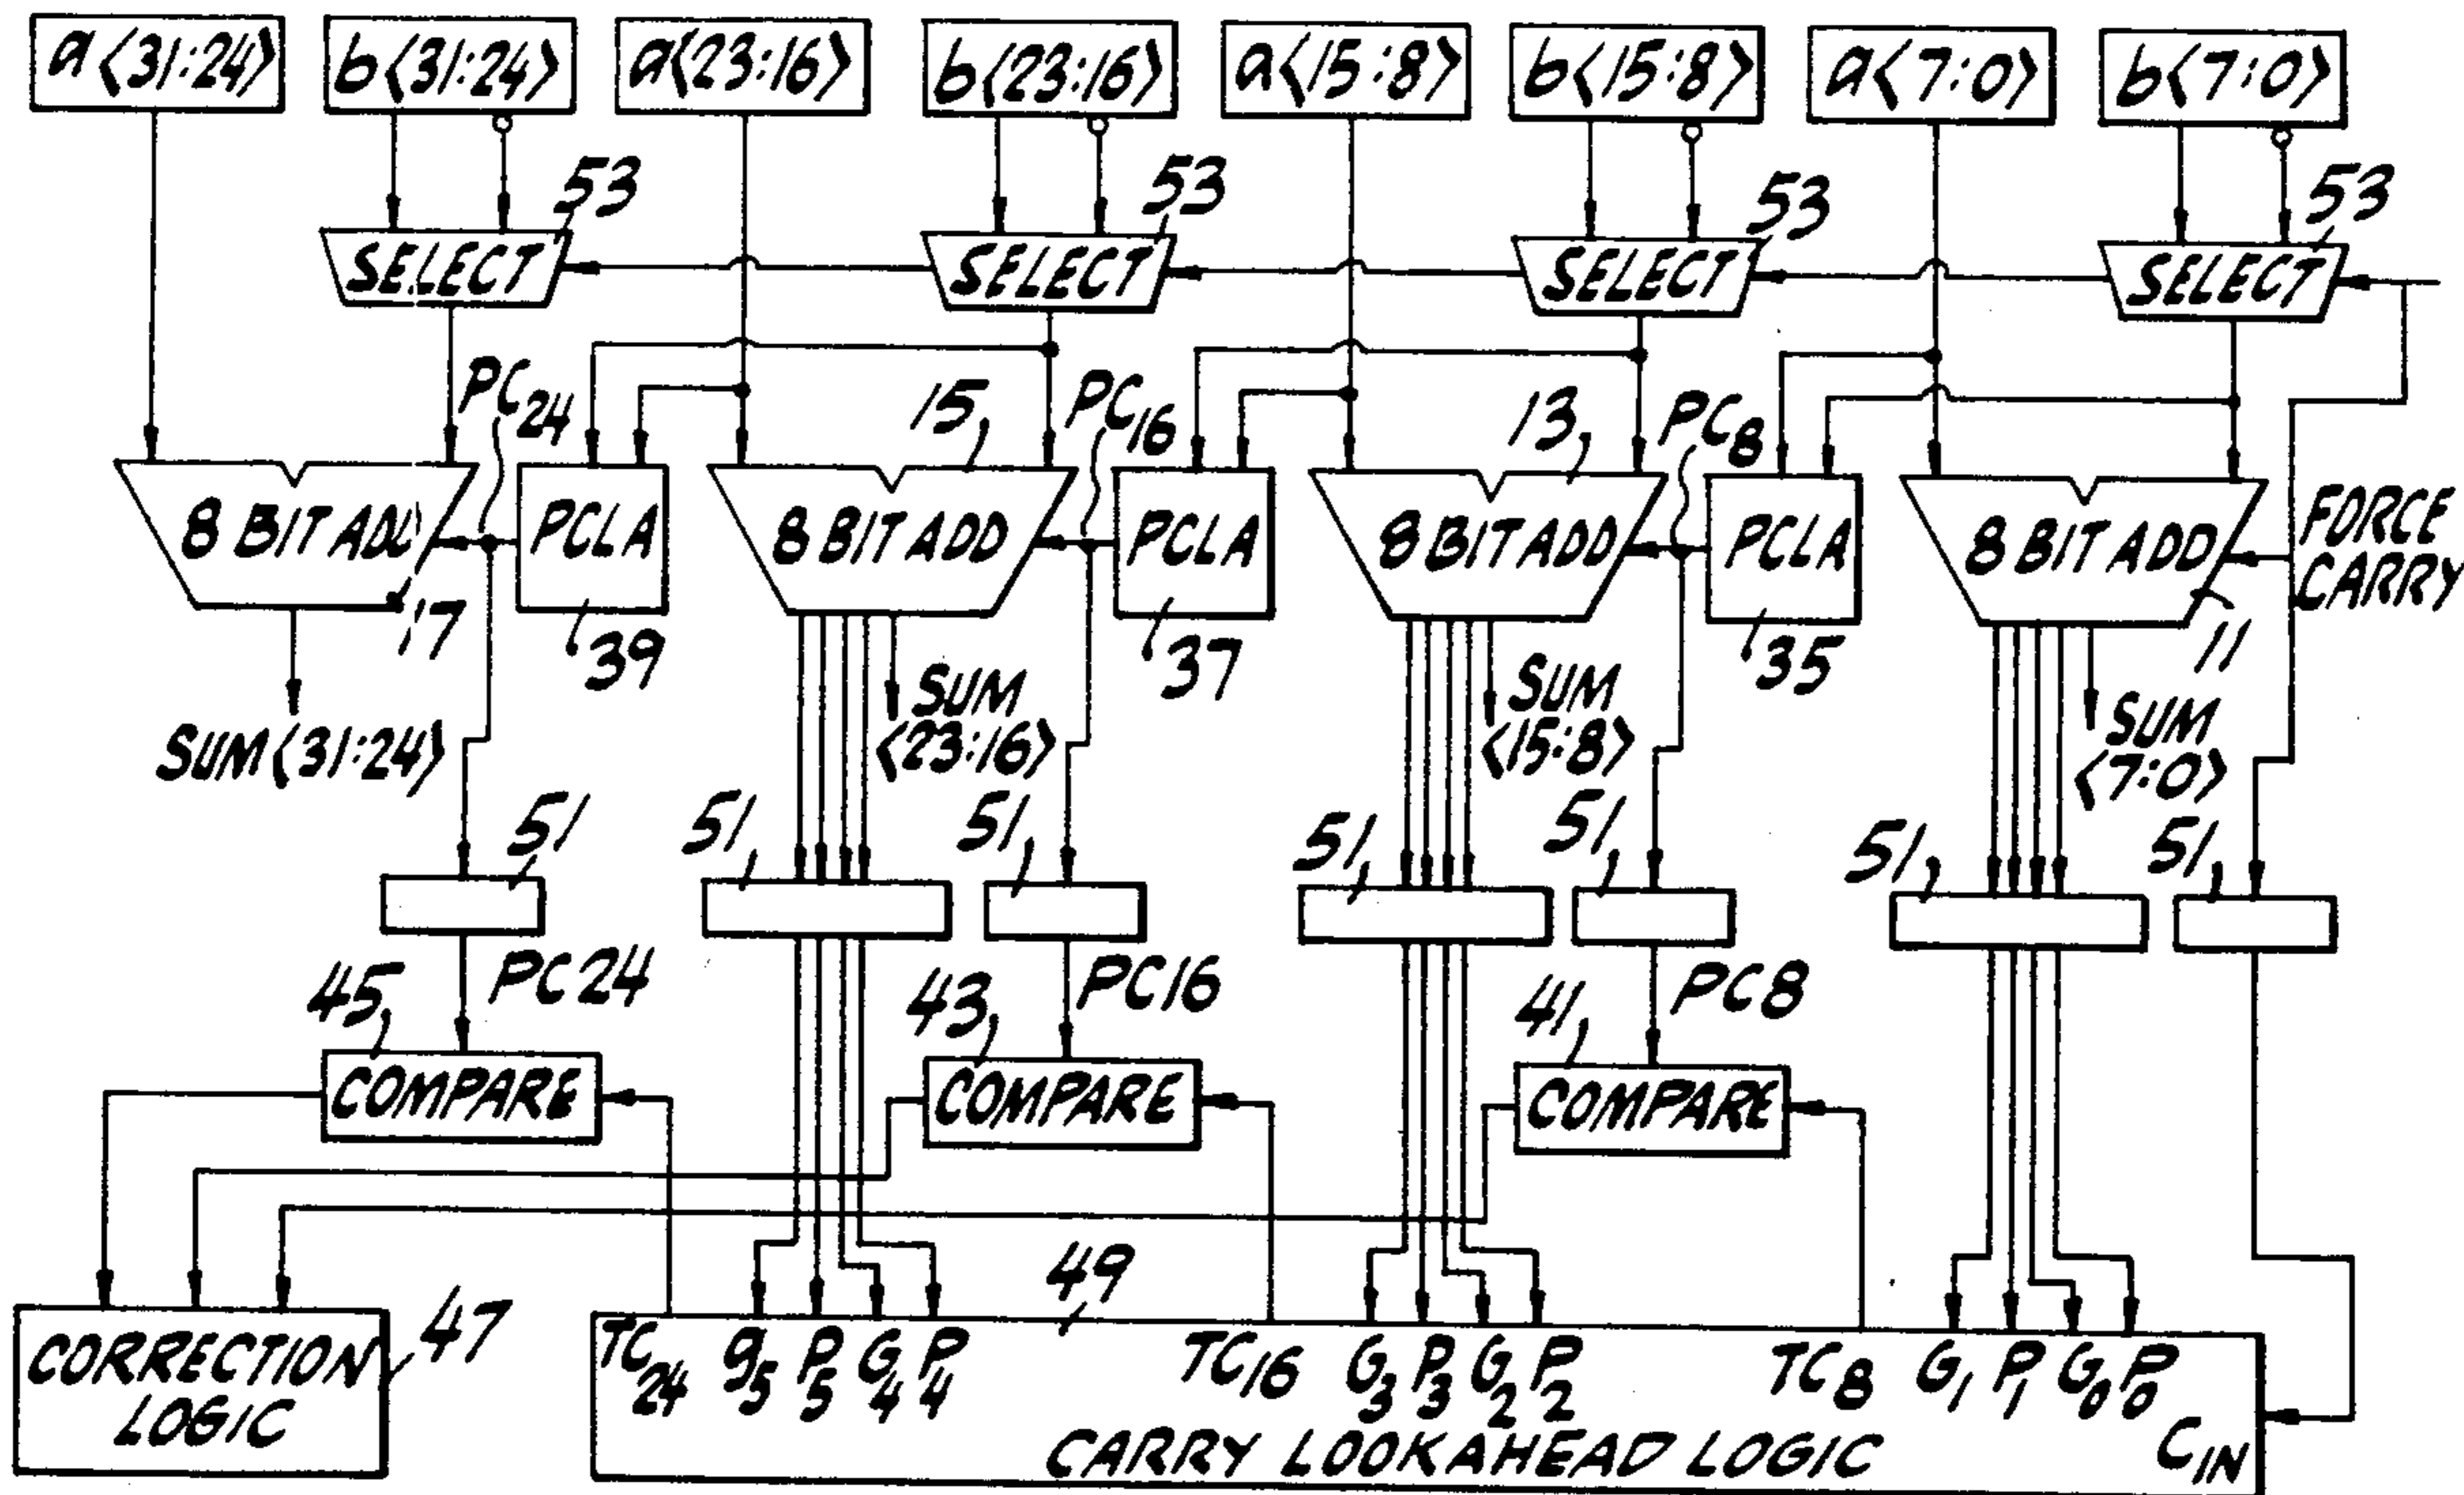 a<31:24> b<31:24> a<23:16> b<23:16> a<15:8> b<15:8> a<7:0> b<7:0>
53 53 53 53
SELECT SELECT SELECT SELECT
PC24 15 PC16 13 PC8
8 BIT ADD PCLA 8 BIT ADD PCLA 8 BIT ADD PCLA 8 BIT ADD FORCE
CARRY
17 39 37 35 11
SUM<31:24>
SUM
<23:16>
SUM
<15:8>
SUM
<7:0>
51 51 51 51 51 51 51
45 PC24 43 PC16 41 PC8
COMPARE COMPARE COMPARE
49
CORRECTION
LOGIC
47
TC24 g5 P5 G4 P4 TC16 G3 P3 G2 P2 TC8 G1 P1 G0 P0
CIN
CARRY LOOKAHEAD LOGIC